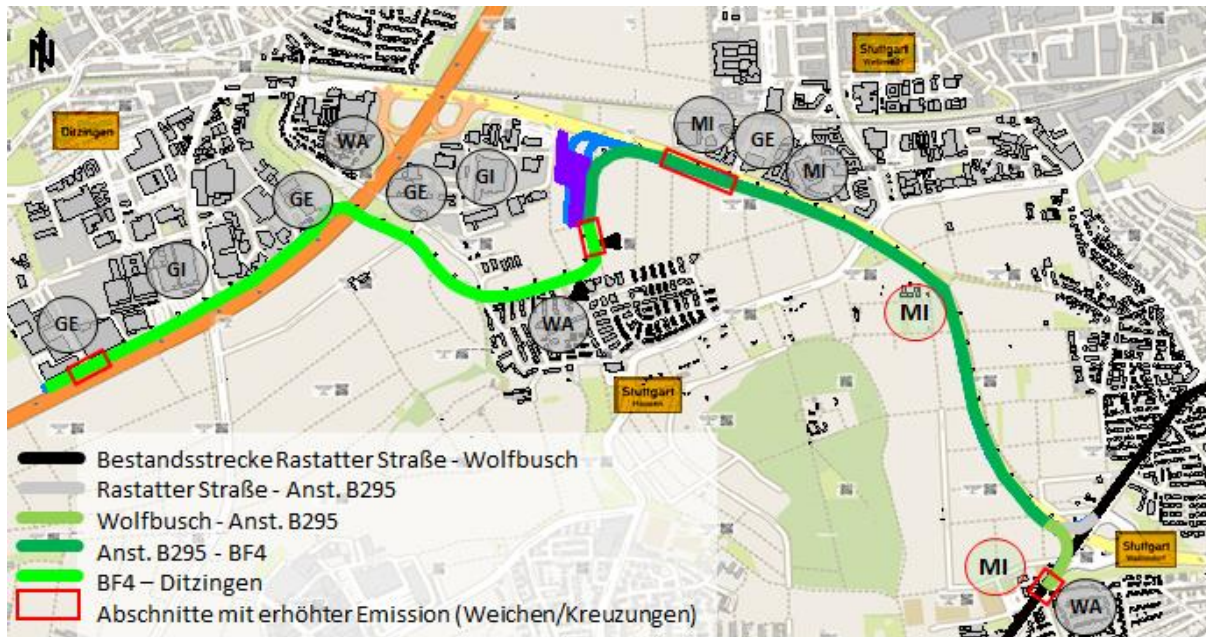 N
Stuttgart
Ditzingen
MI
WA
GE
GE
GI
MI
GE
GI
GE
WA
MI
Stuttgart
Bestandsstrecke Rastatter Straße - Wolfbusch
Rastatter Straße - Anst. B295
Wolfbusch - Anst. B295
Anst. B295 - BF4
BF4 – Ditzingen
Abschnitte mit erhöhter Emission (Weichen/Kreuzungen)
Stuttgart
MI
WA